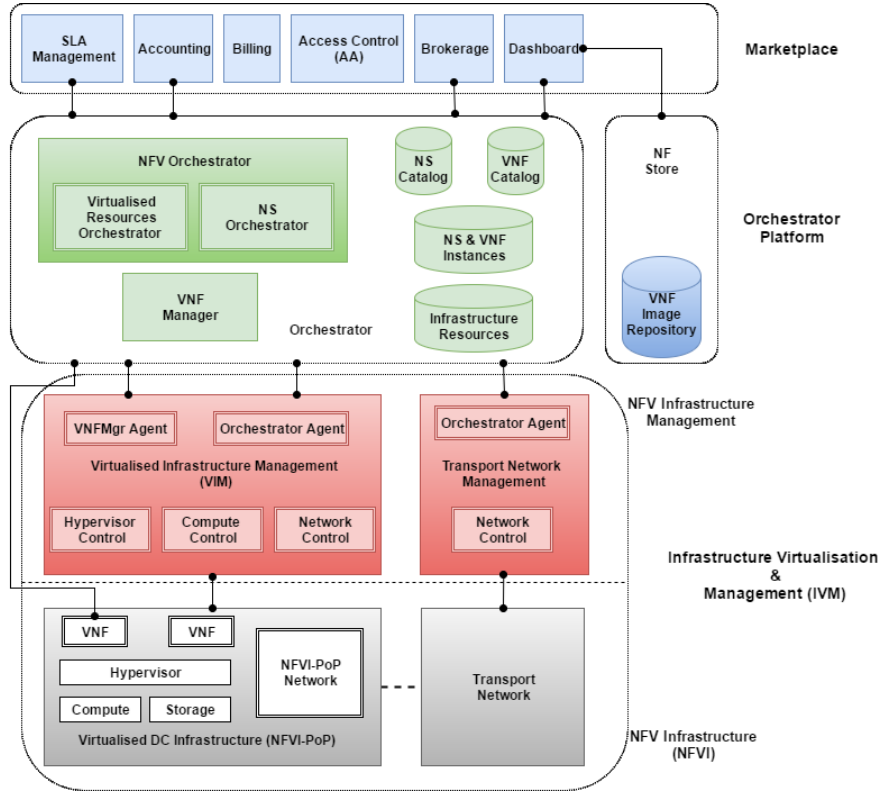 SLA
Management
Accounting
Billing
Access Control
(AA)
Brokerage
Dashboard
Marketplace
NFV Orchestrator
Virtualised
Resources
Orchestrator
NS
Orchestrator
NS
Catalog
VNF
Catalog
NS & VNF
Instances
VNF
Manager
Infrastructure
Resources
Orchestrator
NF
Store
VNF
Image
Repository
Orchestrator
Platform
NFV Infrastructure
Management
VNFMgr Agent
Orchestrator Agent
Virtualised Infrastructure Management
(VIM)
Hypervisor
Control
Compute
Control
Network
Control
Orchestrator Agent
Transport Network
Management
Network
Control
Infrastructure Virtualisation
&
Management (IVM)
VNF
VNF
Hypervisor
Compute
Storage
NFVI-PoP
Network
Virtualised DC Infrastructure (NFVI-PoP)
Transport
Network
NFV Infrastructure
(NFVI)